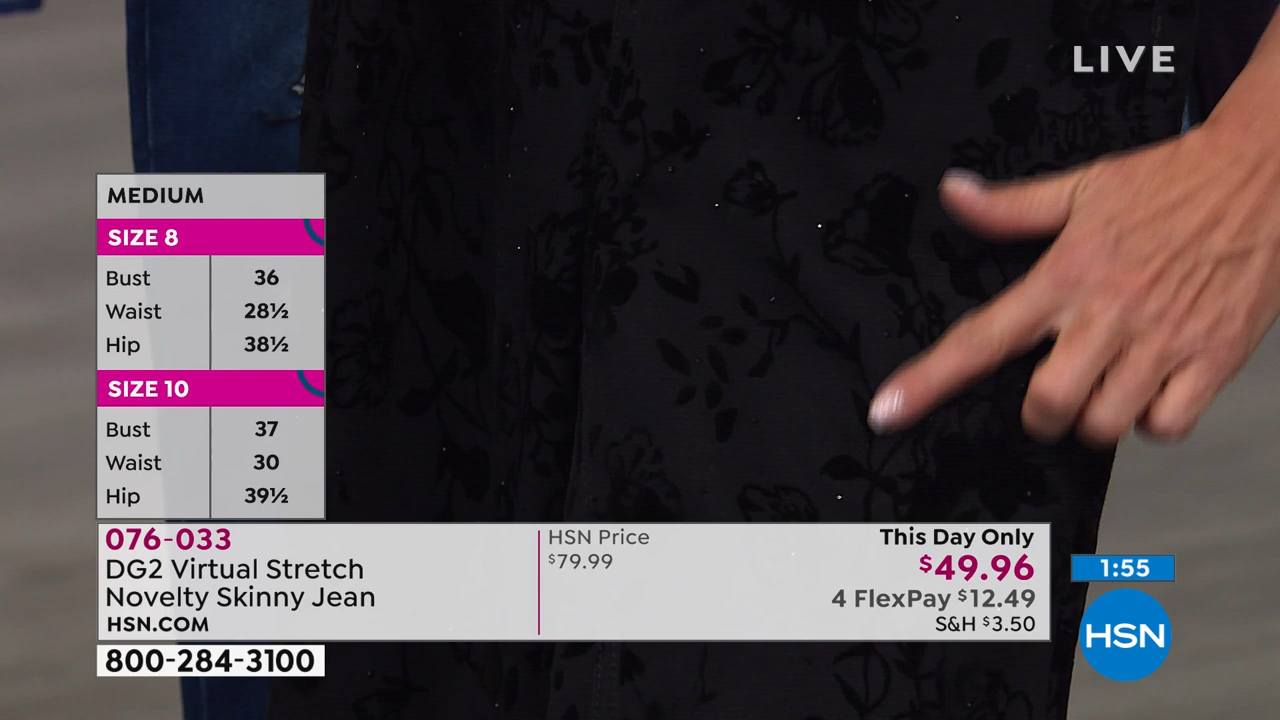 LIVE
MEDIUM
SIZE 8
Bust 36
Waist 28½
Hip 38½
SIZE 10
Bust 37
Waist 30
Hip 39½
076-033
DG2 Virtual Stretch
Novelty Skinny Jean
HSN.COM
HSN Price
$79.99
This Day Only
$49.96
4 FlexPay $12.49
S&H $3.50
800-284-3100
1:55
HSN